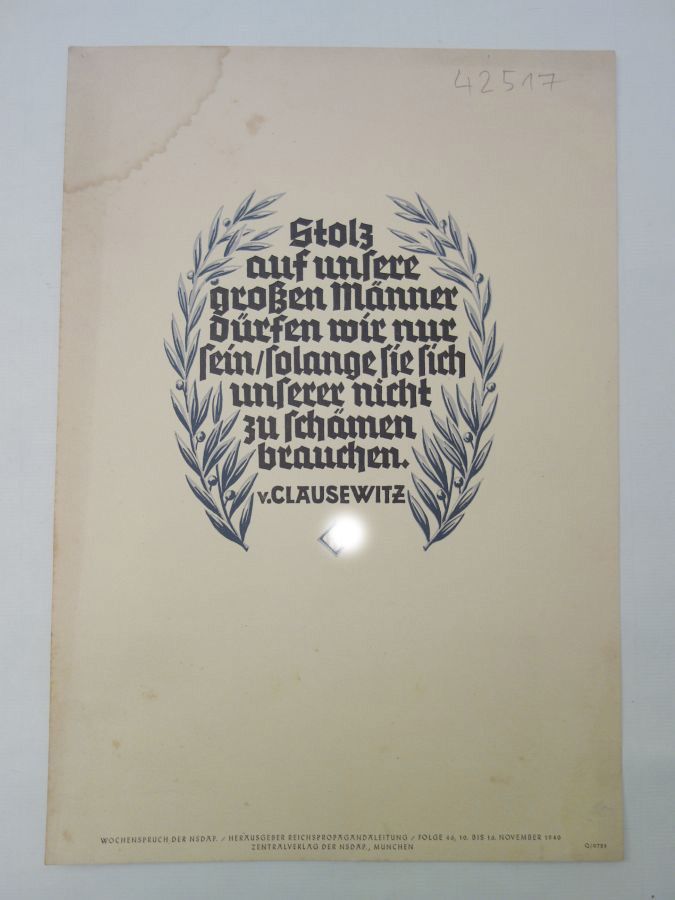 42517
Stolz
auf unsere
großen Männer
dürfen wir nur
sein/solange sie sich
unserer nicht
zu schämen
brauchen.
v. CLAUSEWITZ
WOCHENSPRUCH DER NSDAP. / HERAUSGEBER REICHSPROPAGANDALEITUNG / FOLGE 46, 10. BIS 16. NOVEMBER 1940
ZENTRALVERLAG DER NSDAP., MÜNCHEN